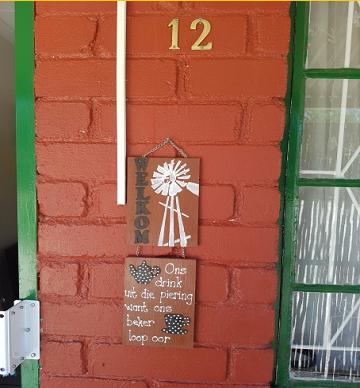 12
WELKOM
Ons
drink
uit die piering
want ons
beker
loop oor